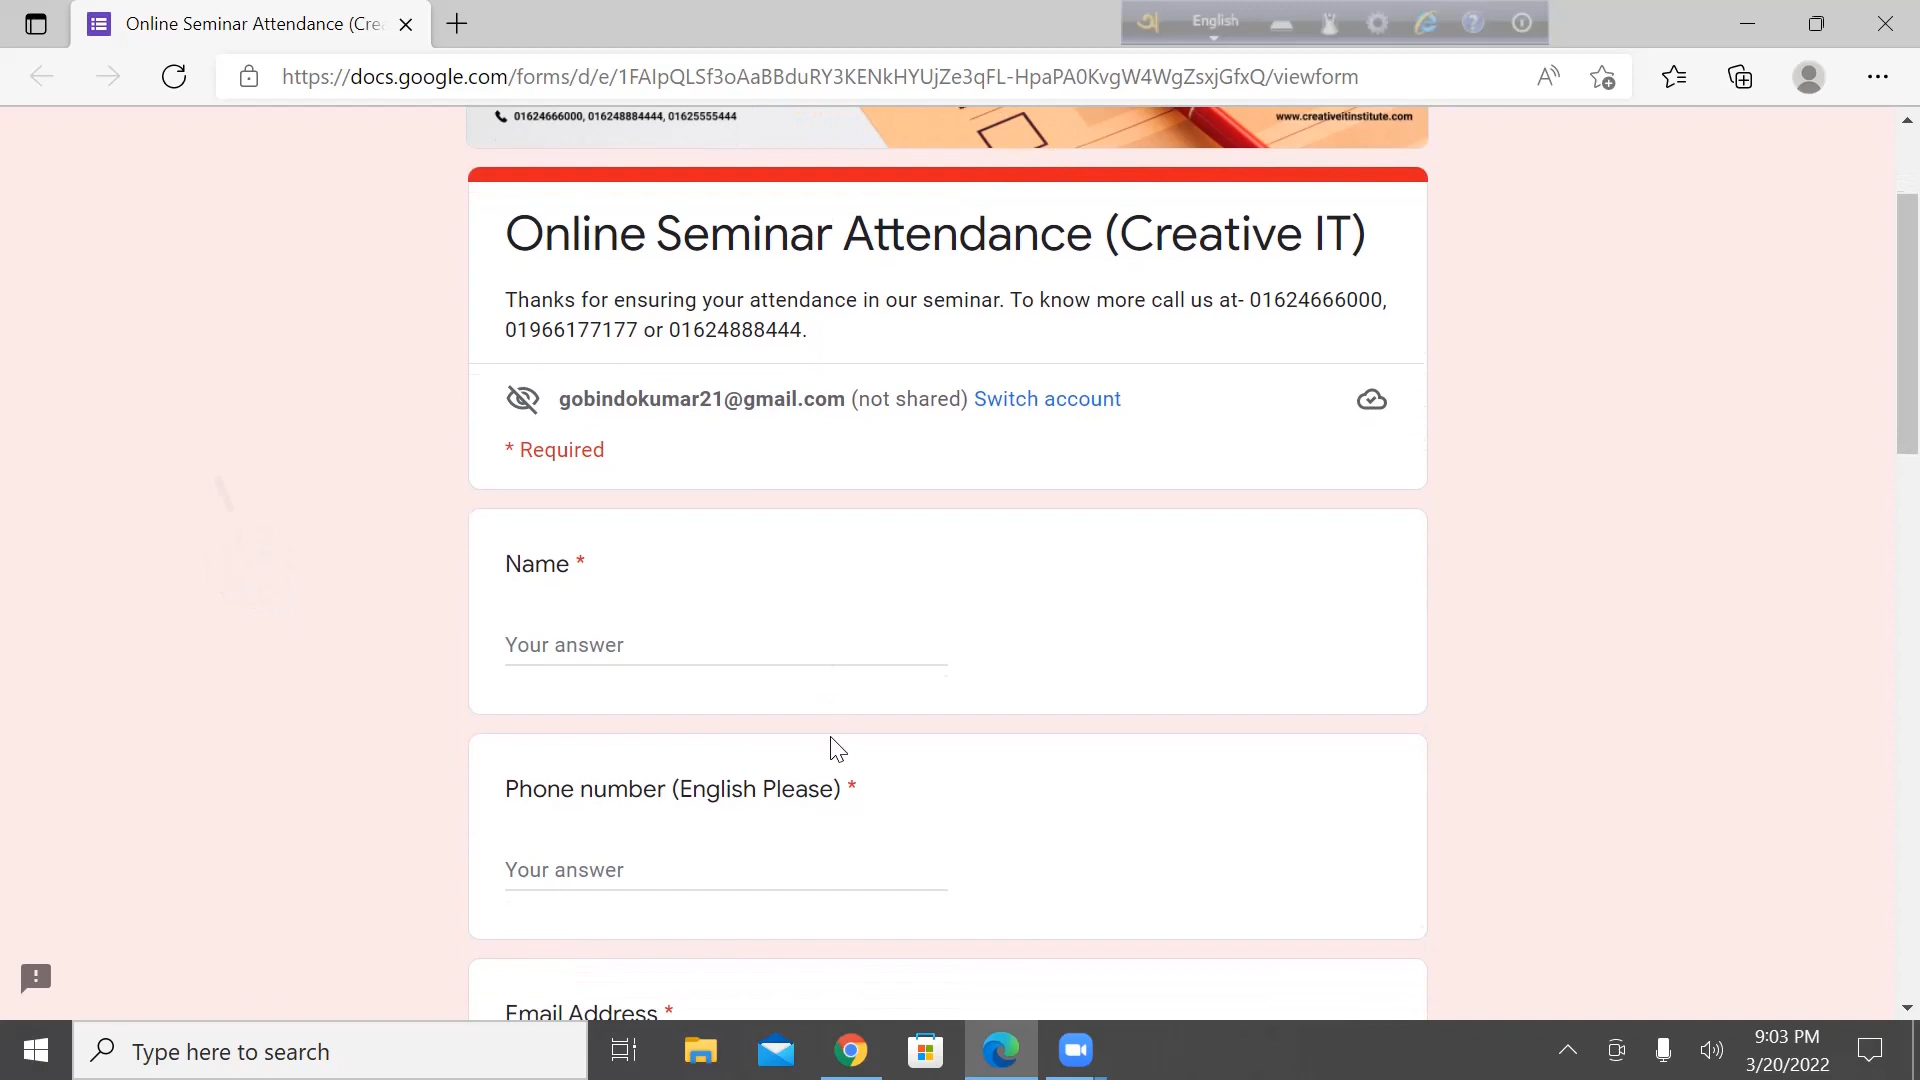 Online Seminar Attendance (Cre
English
https://docs.google.com/forms/d/e/1FAIpQLSf3oAaBBduRY3KENkHYUjZe3qFL-HpaPA0KvgW4WgZsxjGfxQ/viewform
01624666000, 016248884444, 01625555444
www.creativeitinstitute.com
Online Seminar Attendance (Creative IT)
Thanks for ensuring your attendance in our seminar. To know more call us at- 01624666000,
01966177177 or 01624888444.
gobindokumar21@gmail.com (not shared) Switch account
* Required
Name *
Your answer
Phone number (English Please) *
Your answer
Email Address *
Type here to search
9:03 PM
3/20/2022